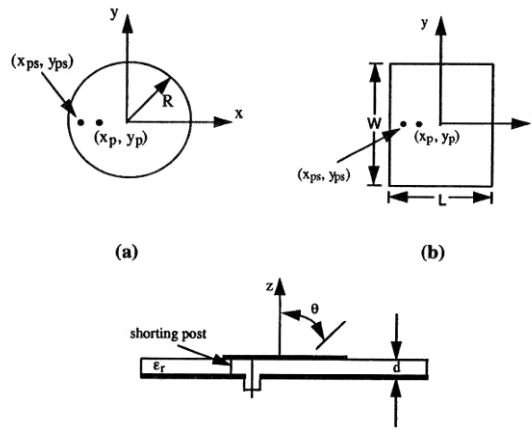 y
(xps, yps)
R
x
(xp, yp)
(a)
y
W
(xp, yp)
(xps, yps)
L
(b)
z
θ
shorting post
εr
d